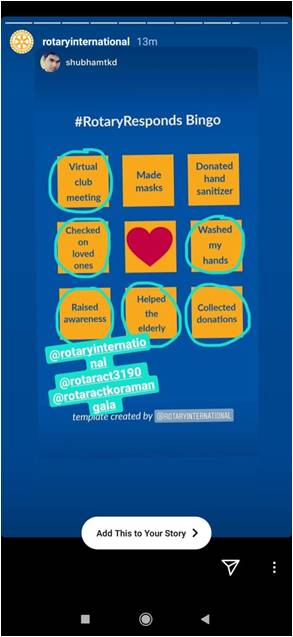 rotaryinternational 13m
shubhamtkd
#RotaryResponds Bingo
Virtual
club
meeting
Made
masks
Donated
hand
sanitizer
Checked
on
loved
ones
Washed
my
hands
Raised
awareness
Helped
the
elderly
Collected
donations
@rotaryinternatio
nal
@rotaract3190
@rotaractkoraman
gala
template created by @ROTARYINTERNATIONAL
Add This to Your Story >